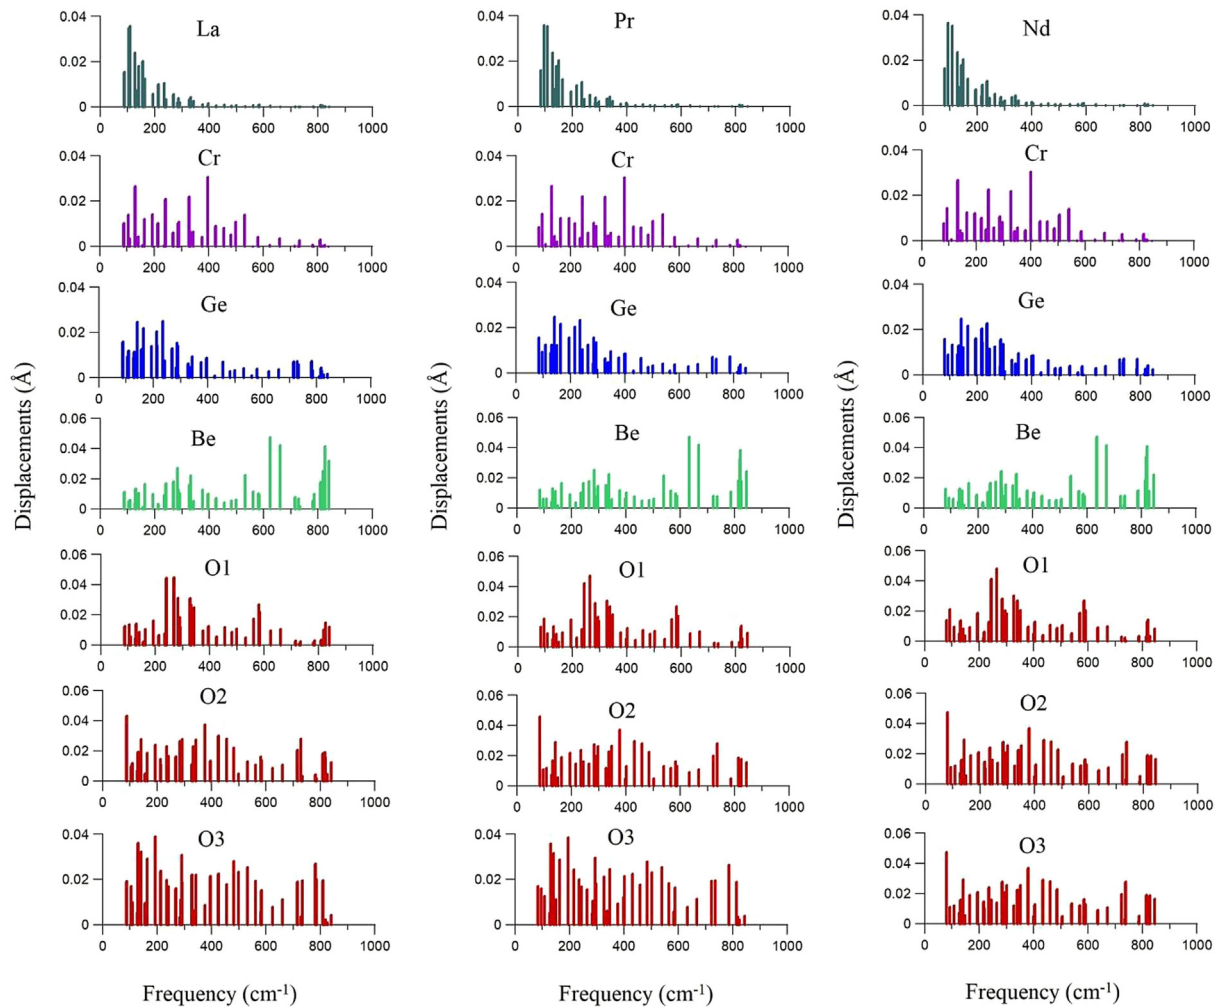 0.04 La 0.04 Pr 0.04 Nd
0.02 0.02 0.02
0 0 0
0 200 400 600 800 1000 0 200 400 600 800 1000 0 200 400 600 800 1000
0.04 Cr 0.04 Cr 0.04 Cr
0.02 0.02 0.02
0 0 0
0 200 400 600 800 1000 0 200 400 600 800 1000 0 200 400 600 800 1000
0.04 Ge 0.04 Ge 0.04 Ge
0.02 0.02 0.02
0 0 0
0 200 400 600 800 1000 0 200 400 600 800 1000 0 200 400 600 800 1000
Displacements (Å) Displacements (Å) Displacements (Å)
0.06 Be 0.06 Be 0.06 Be
0.04 0.04 0.04
0.02 0.02 0.02
0 0 0
0 200 400 600 800 1000 0 200 400 600 800 1000 0 200 400 600 800 1000
0.06 O1 0.06 O1 0.06 O1
0.04 0.04 0.04
0.02 0.02 0.02
0 0 0
0 200 400 600 800 1000 0 200 400 600 800 1000 0 200 400 600 800 1000
0.06 O2 0.06 O2 0.06 O2
0.04 0.04 0.04
0.02 0.02 0.02
0 0 0
0 200 400 600 800 1000 0 200 400 600 800 1000 0 200 400 600 800 1000
0.04 O3 0.04 O3 0.06 O3
0.02 0.02 0.04
0 0 0.02
0
0 200 400 600 800 1000 0 200 400 600 800 1000 0 200 400 600 800 1000
Frequency (cm⁻¹) Frequency (cm⁻¹) Frequency (cm⁻¹)